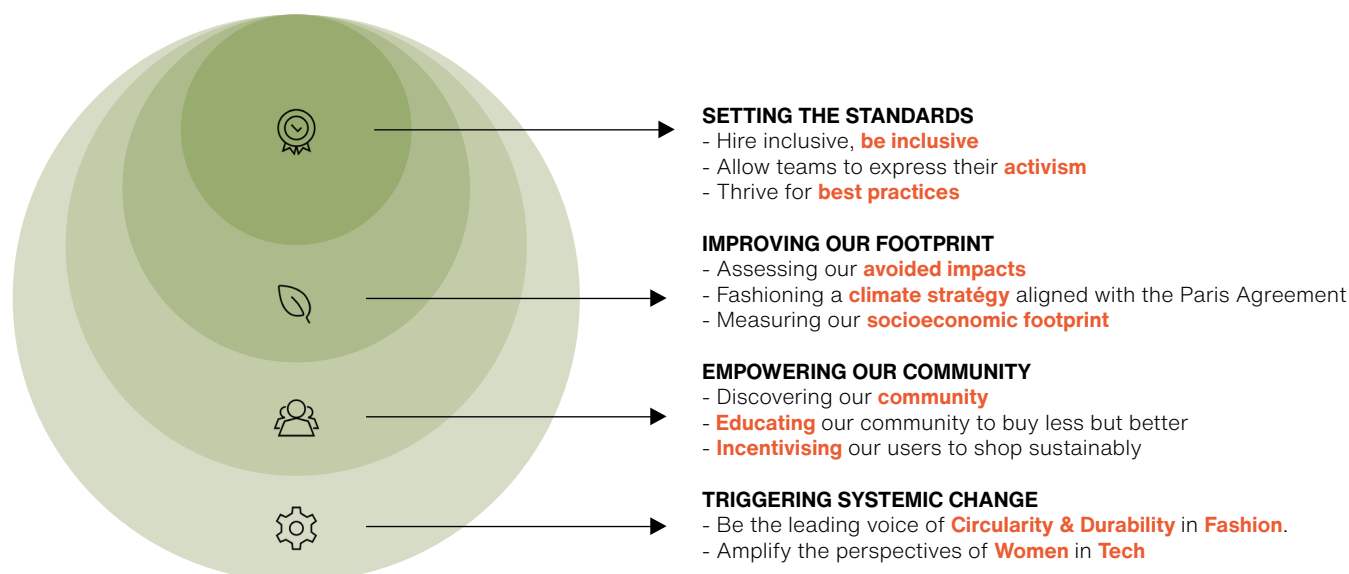 SETTING THE STANDARDS
- Hire inclusive, be inclusive
- Allow teams to express their activism
- Thrive for best practices
IMPROVING OUR FOOTPRINT
- Assessing our avoided impacts
- Fashioning a climate stratégy aligned with the Paris Agreement
- Measuring our socioeconomic footprint
EMPOWERING OUR COMMUNITY
- Discovering our community
- Educating our community to buy less but better
- Incentivising our users to shop sustainably
TRIGGERING SYSTEMIC CHANGE
- Be the leading voice of Circularity & Durability in Fashion.
- Amplify the perspectives of Women in Tech